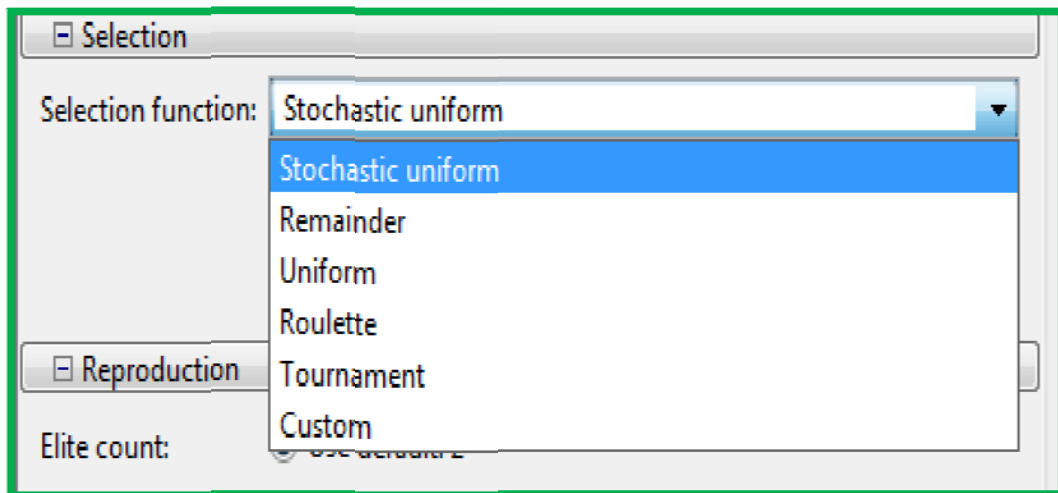 Selection
Selection function: Stochastic uniform
Stochastic uniform
Remainder
Uniform
Roulette
Reproduction
Tournament
Custom
Elite count: